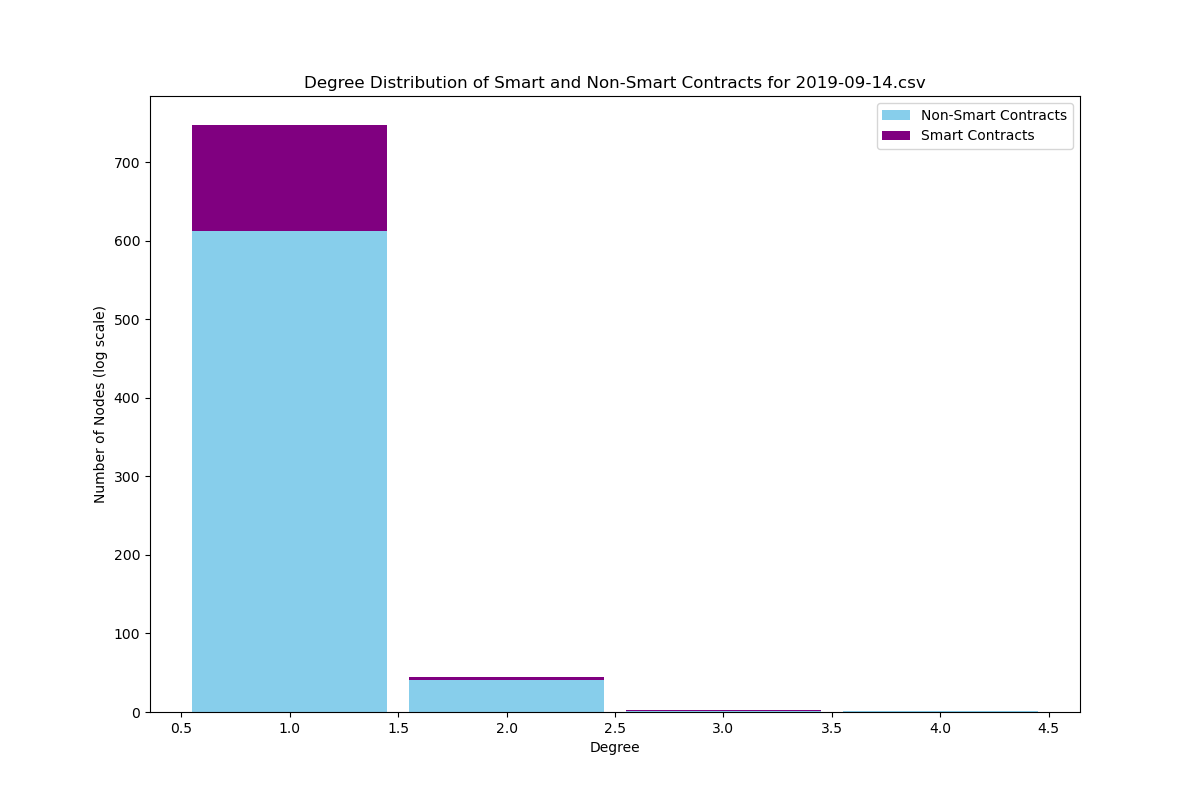 Degree Distribution of Smart and Non-Smart Contracts for 2019-09-14.csv
Non-Smart Contracts
Smart Contracts
Number of Nodes (log scale)
700
600
500
400
300
200
100
0
0.5 1.0 1.5 2.0 2.5 3.0 3.5 4.0 4.5
Degree